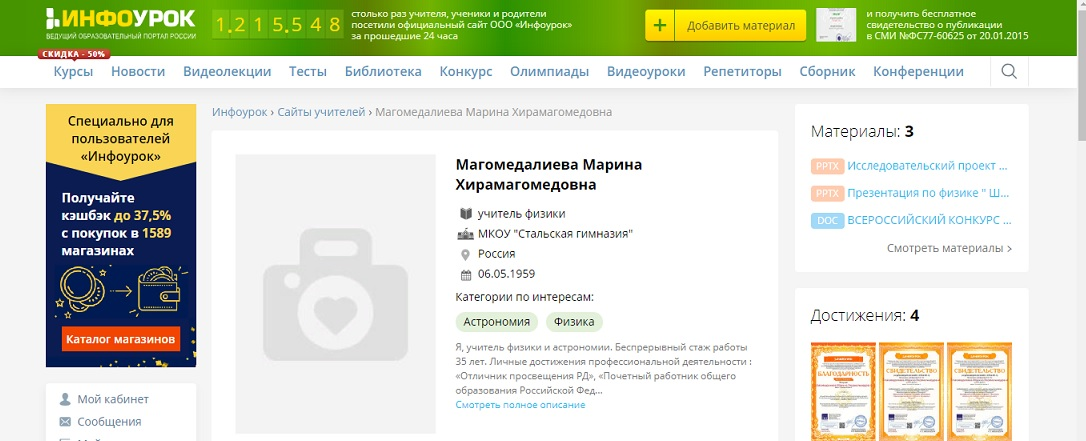 ИНФОУРОК
ВЕДУЩИЙ ОБРАЗОВАТЕЛЬНЫЙ ПОРТАЛ РОССИИ
1.215.548
столько раз учителя, ученики и родители
посетили официальный сайт ООО «Инфоурок»
за прошедшие 24 часа
+ Добавить материал
и получить бесплатное
свидетельство о публикации
в СМИ №ФС77-60625 от 20.01.2015
СКИДКА - 50%
Курсы Новости Видеолекции Тесты Библиотека Конкурс Олимпиады Видеоуроки Репетиторы Сборник Конференции
Специально для
пользователей
«Инфоурок»
Получайте
кэшбэк до 37,5%
с покупок в 1589
магазинах
Каталог магазинов
Мой кабинет
Сообщения
Инфоурок › Сайты учителей › Магомедалиева Марина Хирамагомедовна
Магомедалиева Марина
Хирамагомедовна
учитель физики
МКОУ "Стальская гимназия"
Россия
06.05.1959
Категории по интересам:
Астрономия Физика
Я, учитель физики и астрономии. Беспрерывный стаж работы
35 лет. Личные достижения профессиональной деятельности :
«Отличник просвещения РД», «Почетный работник общего
образования Российской Фед...
Смотреть полное описание
Материалы: 3
PPTX Исследовательский проект ...
PPTX Презентация по физике " Ш...
DOC ВСЕРОССИЙСКИЙ КОНКУРС ...
Смотреть материалы >
Достижения: 4
БЛАГОДАРНОСТЬ
СВИДЕТЕЛЬСТВО
СВИДЕТЕЛЬСТВО